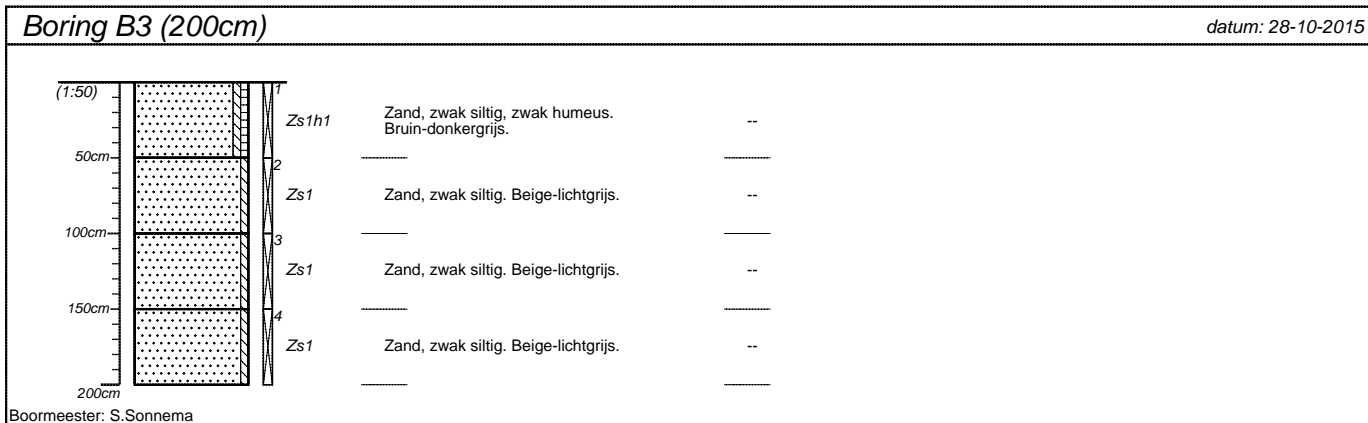 Boring B3 (200cm)
datum: 28-10-2015
(1:50)
1
Zs1h1
Zand, zwak siltig, zwak humeus.
Bruin-donkergrijs.
--
50cm
2
Zs1
Zand, zwak siltig. Beige-lichtgrijs.
--
100cm
3
Zs1
Zand, zwak siltig. Beige-lichtgrijs.
--
150cm
4
Zs1
Zand, zwak siltig. Beige-lichtgrijs.
--
200cm
Boormeester: S.Sonnema